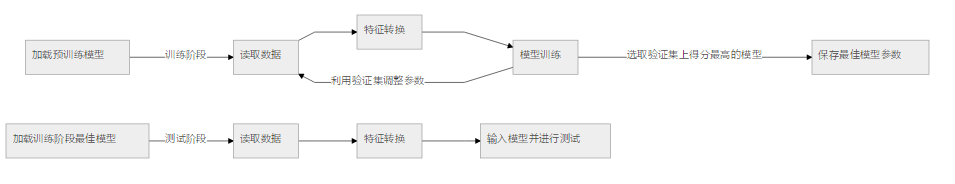 特征转换
加载预训练模型
训练阶段
读取数据
模型训练
选取验证集上得分最高的模型
保存最佳模型参数
利用验证集调整参数
加载训练阶段最佳模型
测试阶段
读取数据
特征转换
输入模型并进行测试